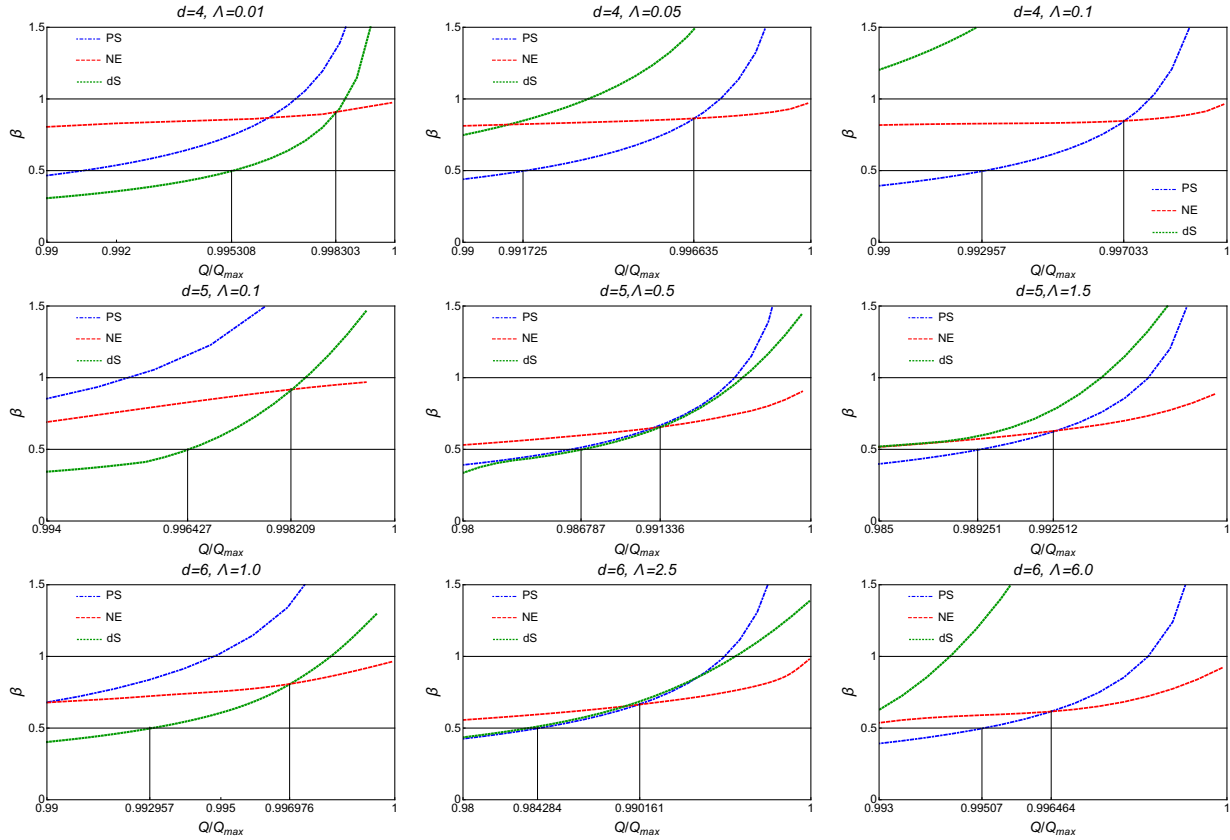 d=4, Λ=0.01
1.5
PS
NE
dS
1
β
0.5
0
0.99
0.992
0.995308
0.998303
1
Q/Qmax
d=4, Λ=0.05
1.5
PS
NE
dS
1
β
0.5
0
0.99
0.991725
0.996635
1
Q/Qmax
d=4, Λ=0.1
1.5
1
β
0.5
PS
NE
dS
0
0.99
0.992957
0.997033
1
Q/Qmax
d=5, Λ=0.1
1.5
PS
NE
dS
1
β
0.5
0
0.994
0.996427
0.998209
1
Q/Qmax
d=5,Λ=0.5
1.5
PS
NE
dS
1
β
0.5
0
0.98
0.986787
0.991336
1
Q/Qmax
d=5,Λ=1.5
1.5
PS
NE
dS
1
β
0.5
0
0.985
0.989251
0.992512
1
Q/Qmax
d=6, Λ=1.0
1.5
PS
NE
dS
1
β
0.5
0
0.99
0.992957
0.995
0.996976
1
Q/Qmax
d=6, Λ=2.5
1.5
PS
NE
dS
1
β
0.5
0
0.98
0.984284
0.990161
1
Q/Qmax
d=6, Λ=6.0
1.5
PS
NE
dS
1
β
0.5
0
0.993
0.99507
0.996464
1
Q/Qmax